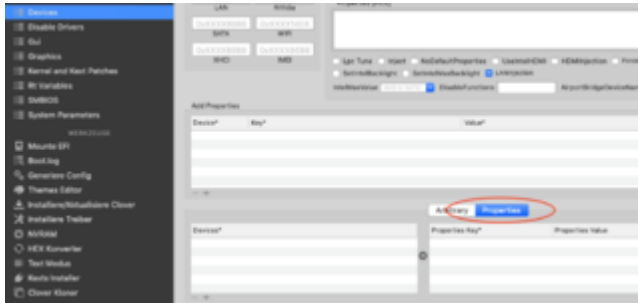 Devices
Disable Drivers
Gui
Graphics
Kernel and Kext Patches
Rt Variables
SMBIOS
System Parameters
WERKZEUGE
Mounte EFI
Boot.log
Generiere Config
Themes Editor
Installiere/Aktualisiere Clover
Installiere Treiber
NVRAM
HEX Konverter
Text Modus
Kexts Installer
Clover Kloner
LAN
NVidia
SATA
WIFI
XHCI
IMEI
Inject
NoDefaultProperties
UseIntelHDMI
HDMIInjection
SetIntelBacklight
SetIntelMaxBacklight
IntelMaxValue
DisableFunctions
AirportBridgeDeviceName
Add Properties
Device*
Key*
Value*
Arbitrary
Properties
Devices*
Properties Key*
Properties Value